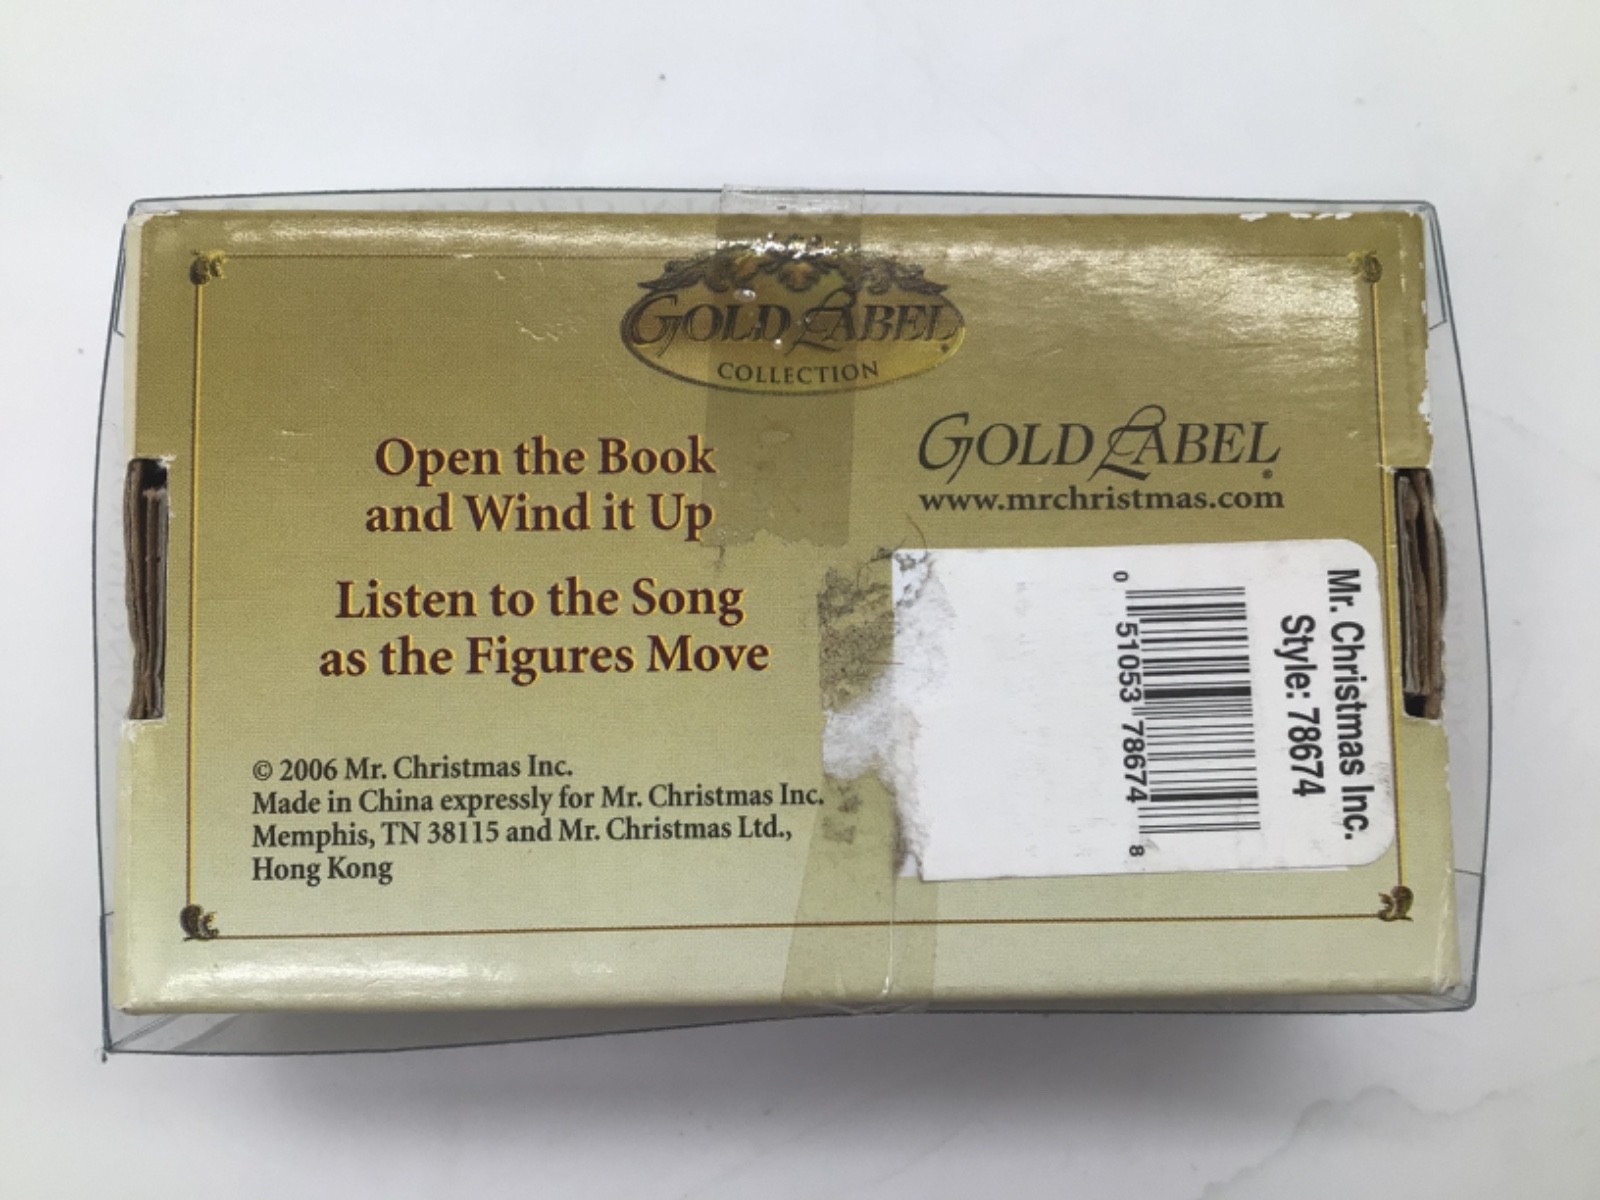 GOLD LABEL
COLLECTION
Open the Book
and Wind it Up
Listen to the Song
as the Figures Move
© 2006 Mr. Christmas Inc.
Made in China expressly for Mr. Christmas Inc.
Memphis, TN 38115 and Mr. Christmas Ltd.,
Hong Kong
GOLD LABEL®
www.mrchristmas.com
Mr. Christmas Inc.
Style: 78674
0 51053 78674 8